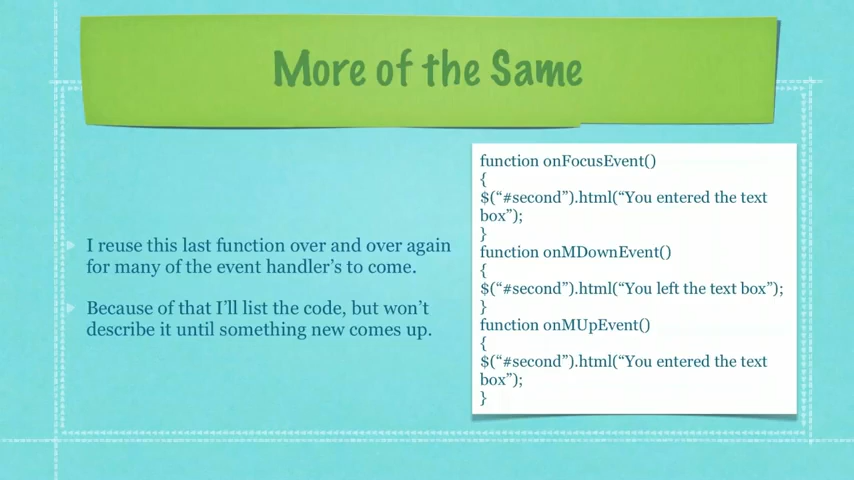 More of the Same
I reuse this last function over and over again
for many of the event handler's to come.
Because of that I'll list the code, but won't
describe it until something new comes up.
function onFocusEvent()
{
$(“#second”).html(“You entered the text
box”);
}
function onMDownEvent()
{
$(“#second”).html(“You left the text box”);
}
function onMUpEvent()
{
$(“#second”).html(“You entered the text
box”);
}